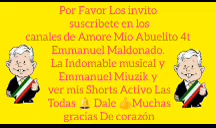 Por Favor Los invito
suscribete en los
canales de Amore Mio Abuelito 4t
Emmanuel Maldonado.
La Indomable musical y
Emmanuel Miuzik y
ver mis Shorts Activo Las
Todas 🔔 Dale 👍Muchas
gracias De corazón